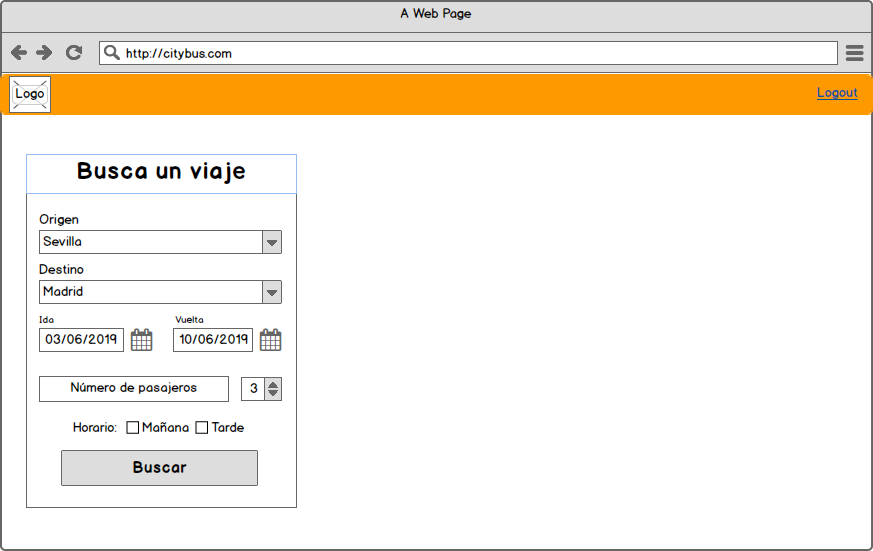 A Web Page
http://citybus.com
Logo
Logout
Busca un viaje
Origen
Sevilla
Destino
Madrid
Ida Vuelta
03/06/2019 10/06/2019
Número de pasajeros 3
Horario: Mañana Tarde
Buscar